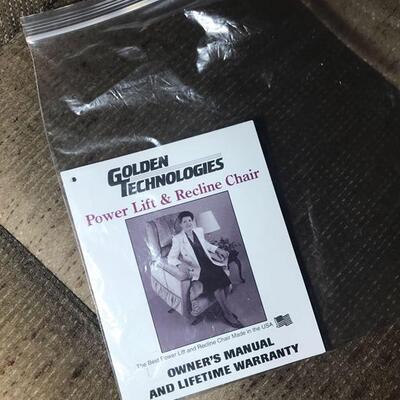 GOLDEN
TECHNOLOGIES
Power Lift & Recline Chair
The Best Power Lift and Recline Chair Made in the USA
OWNER'S MANUAL
AND LIFETIME WARRANTY